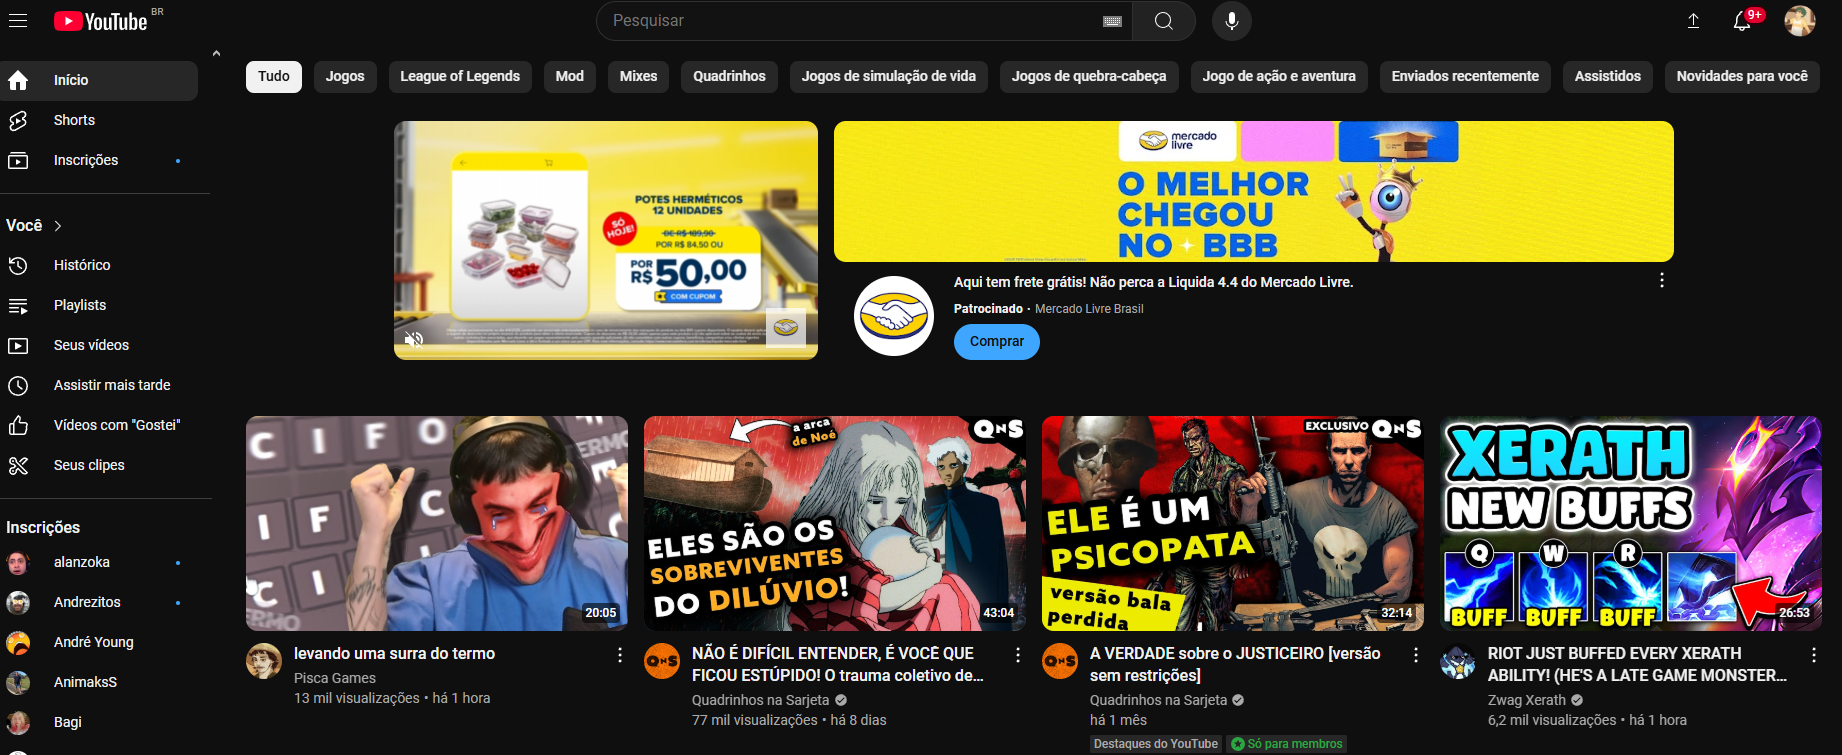 YouTube BR
Pesquisar
9+
Início
Shorts
Inscrições
Você
Histórico
Playlists
Seus vídeos
Assistir mais tarde
Vídeos com "Gostei"
Seus clipes
Inscrições
alanzoka
Andrezitos
André Young
AnimaksS
Bagi
Tudo
Jogos
League of Legends
Mod
Mixes
Quadrinhos
Jogos de simulação de vida
Jogos de quebra-cabeça
Jogo de ação e aventura
Enviados recentemente
Assistidos
Novidades para você
POTES HERMÉTICOS
12 UNIDADES
SÓ
HOJE!
DE R$ 189,90
POR R$ 84,50 OU
POR
R$ 50,00
COM CUPOM
mercado
livre
O MELHOR
CHEGOU
NO BBB
Aqui tem frete grátis! Não perca a Liquida 4.4 do Mercado Livre.
Patrocinado • Mercado Livre Brasil
Comprar
C I F O
TERMO
I F C
C I
TERMO
20:05
levando uma surra do termo
Pisca Games
13 mil visualizações • há 1 hora
a arca
de Noé
QNS
ELES SÃO OS
SOBREVIVENTES
DO DILÚVIO!
43:04
QNS
NÃO É DIFÍCIL ENTENDER, É VOCÊ QUE
FICOU ESTÚPIDO! O trauma coletivo de...
Quadrinhos na Sarjeta
77 mil visualizações • há 8 dias
EXCLUSIVO QNS
ELE É UM
PSICOPATA
versão bala
perdida
32:14
QNS
A VERDADE sobre o JUSTICEIRO [versão
sem restrições]
Quadrinhos na Sarjeta
há 1 mês
Destaques do YouTube
Só para membros
XERATH
NEW BUFFS
Q W R
BUFF BUFF BUFF
26:53
RIOT JUST BUFFED EVERY XERATH
ABILITY! (HE'S A LATE GAME MONSTER...
Zwag Xerath
6,2 mil visualizações • há 1 hora